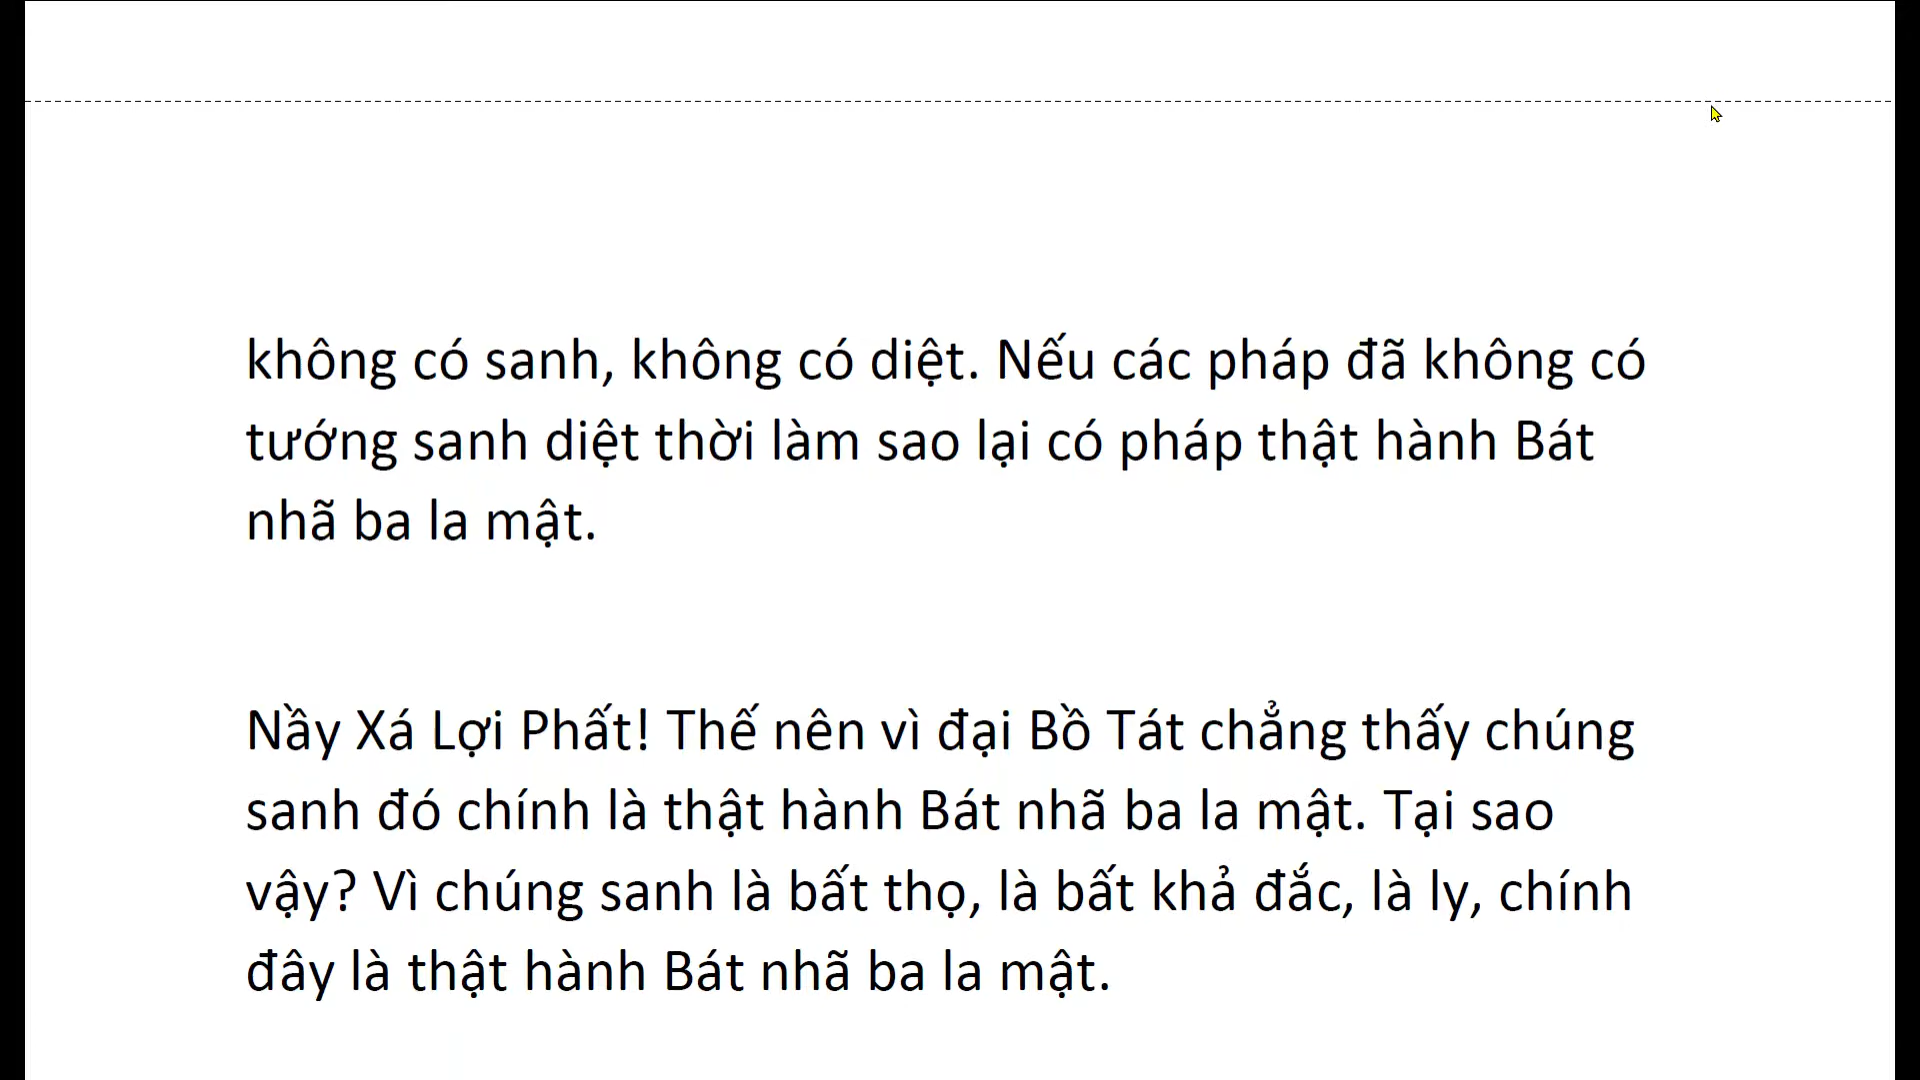 không có sanh, không có diệt. Nếu các pháp đã không có
tướng sanh diệt thời làm sao lại có pháp thật hành Bát
nhã ba la mật.
Nầy Xá Lợi Phất! Thế nên vì đại Bồ Tát chẳng thấy chúng
sanh đó chính là thật hành Bát nhã ba la mật. Tại sao
vậy? Vì chúng sanh là bất thọ, là bất khả đắc, là ly, chính
đây là thật hành Bát nhã ba la mật.